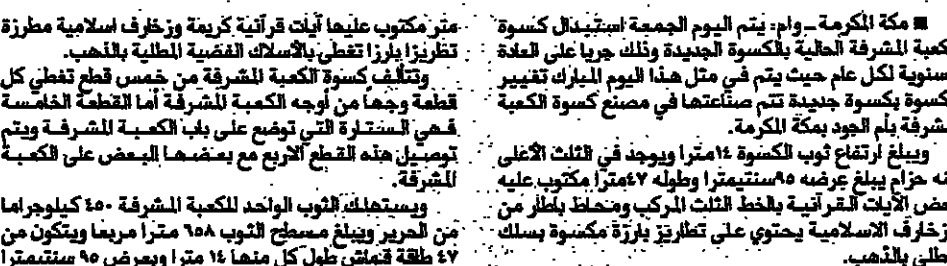 ■ مكة المكرمة ـ وام: يتم اليوم الجمعة استبدال كسوة
كعبة المشرفة الحالية بالكسوة الجديدة وذلك جريا على العادة
سنوية لكل عام حيث يتم في مثل هذا اليوم المبارك تغيير
كسوة بكسوة جديدة تتم صناعتها في مصنع كسوة الكعبة
شرفة بأم الجود بمكة المكرمة.
ويبلغ ارتفاع ثوب الكسوة ١٤مترا ويوجد في الثلث الأعلى
نه حزام يبلغ عرضه ٩٥سنتيمترا وطوله ٤٧مترا مكتوب عليه
عض الآيات القرآنية بالخط الثلث المركب ومحاط بإطار من
زخارف الاسلامية يحتوي على تطاريز بارزة مكسوة بسلك
طلي بالذهب.
متر مكتوب عليها آيات قرآنية كريمة وزخارف اسلامية مطرزة
تطريزا بارزا تغطى بالأسلاك الفضية المطلية بالذهب.
وتتألف كسوة الكعبة المشرفة من خمس قطع تغطي كل
قطعة وجهاً من أوجه الكعبة المشرفة أما القطعة الخامسة
فهي الستارة التي توضع على باب الكعبة المشرفة ويتم
توصيل هذه القطع الاربع مع بعضها البعض على الكعبة
المشرفة.
ويستهلك الثوب الواحد للكعبة المشرفة ٤٥٠ كيلوجراما
من الحرير ويبلغ مسطح الثوب ٦٥٨ مترا مربعا ويتكون من
٤٧ طاقة قماش طول كل منها ١٤ مترا وبعرض ٩٥ سنتيمترا